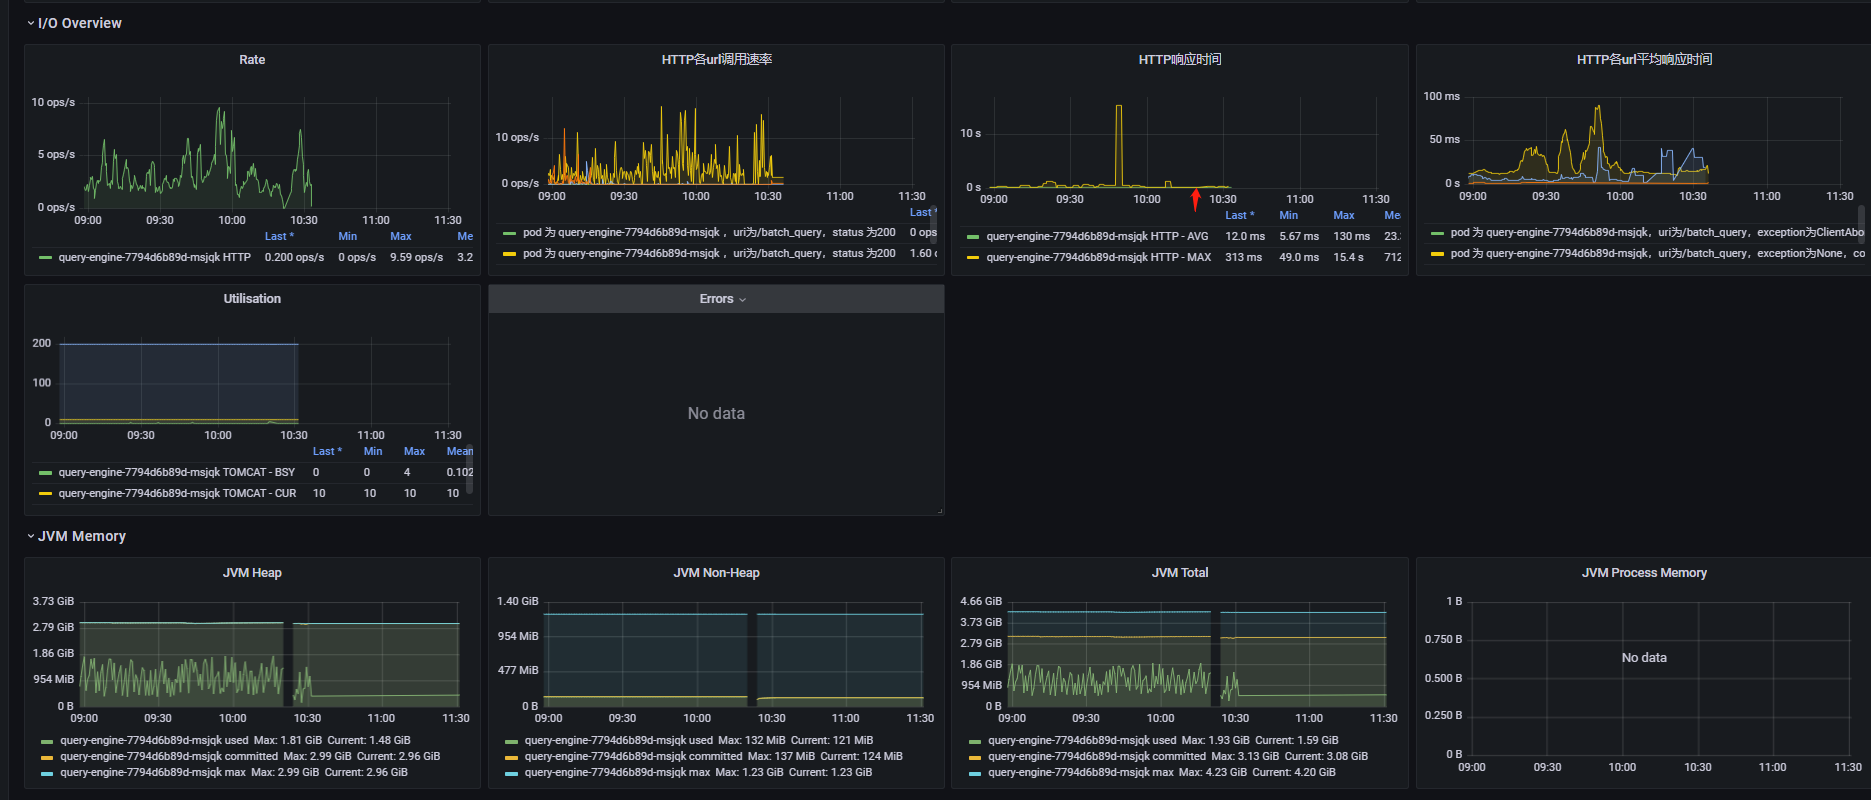 I/O Overview
Rate
10 ops/s
5 ops/s
0 ops/s
09:00 09:30 10:00 10:30 11:00 11:30
Last * Min Max Me
query-engine-7794d6b89d-msjqk HTTP 0.200 ops/s 0 ops/s 9.59 ops/s 3.2
HTTP各url调用速率
10 ops/s
0 ops/s
09:00 09:30 10:00 10:30 11:00 11:30
Last *
pod 为 query-engine-7794d6b89d-msjqk ，uri为/batch_query，status 为200 0 ops
pod 为 query-engine-7794d6b89d-msjqk ，uri为/batch_query，status 为200 1.60 o
HTTP响应时间
10 s
0 s
09:00 10:00 10:30 11:00 11:30
09:30
Last * Min Max Me
query-engine-7794d6b89d-msjqk HTTP - AVG 12.0 ms 5.67 ms 130 ms 23.
query-engine-7794d6b89d-msjqk HTTP - MAX 313 ms 49.0 ms 15.4 s 712
HTTP各url平均响应时间
100 ms
50 ms
0 s
09:00 09:30 10:00 10:30 11:00 11:30
pod 为 query-engine-7794d6b89d-msjqk，uri为/batch_query，exception为ClientAbo
pod 为 query-engine-7794d6b89d-msjqk，uri为/batch_query，exception为None，co
Utilisation
200
100
0
09:00 09:30 10:00 10:30 11:00 11:30
Last * Min Max Mean
query-engine-7794d6b89d-msjqk TOMCAT - BSY 0 0 4 0.102
query-engine-7794d6b89d-msjqk TOMCAT - CUR 10 10 10 10
Errors
No data
JVM Memory
JVM Heap
3.73 GiB
2.79 GiB
1.86 GiB
954 MiB
0 B
09:00 09:30 10:00 10:30 11:00 11:30
query-engine-7794d6b89d-msjqk used Max: 1.81 GiB Current: 1.48 GiB
query-engine-7794d6b89d-msjqk committed Max: 2.99 GiB Current: 2.96 GiB
query-engine-7794d6b89d-msjqk max Max: 2.99 GiB Current: 2.96 GiB
JVM Non-Heap
1.40 GiB
954 MiB
477 MiB
0 B
09:00 09:30 10:00 10:30 11:00 11:30
query-engine-7794d6b89d-msjqk used Max: 132 MiB Current: 121 MiB
query-engine-7794d6b89d-msjqk committed Max: 137 MiB Current: 124 MiB
query-engine-7794d6b89d-msjqk max Max: 1.23 GiB Current: 1.23 GiB
JVM Total
4.66 GiB
3.73 GiB
2.79 GiB
1.86 GiB
954 MiB
0 B
09:00 09:30 10:00 10:30 11:00 11:30
query-engine-7794d6b89d-msjqk used Max: 1.93 GiB Current: 1.59 GiB
query-engine-7794d6b89d-msjqk committed Max: 3.13 GiB Current: 3.08 GiB
query-engine-7794d6b89d-msjqk max Max: 4.23 GiB Current: 4.20 GiB
JVM Process Memory
1 B
0.750 B
0.500 B
0.250 B
0 B
No data
09:00 09:30 10:00 10:30 11:00 11:30